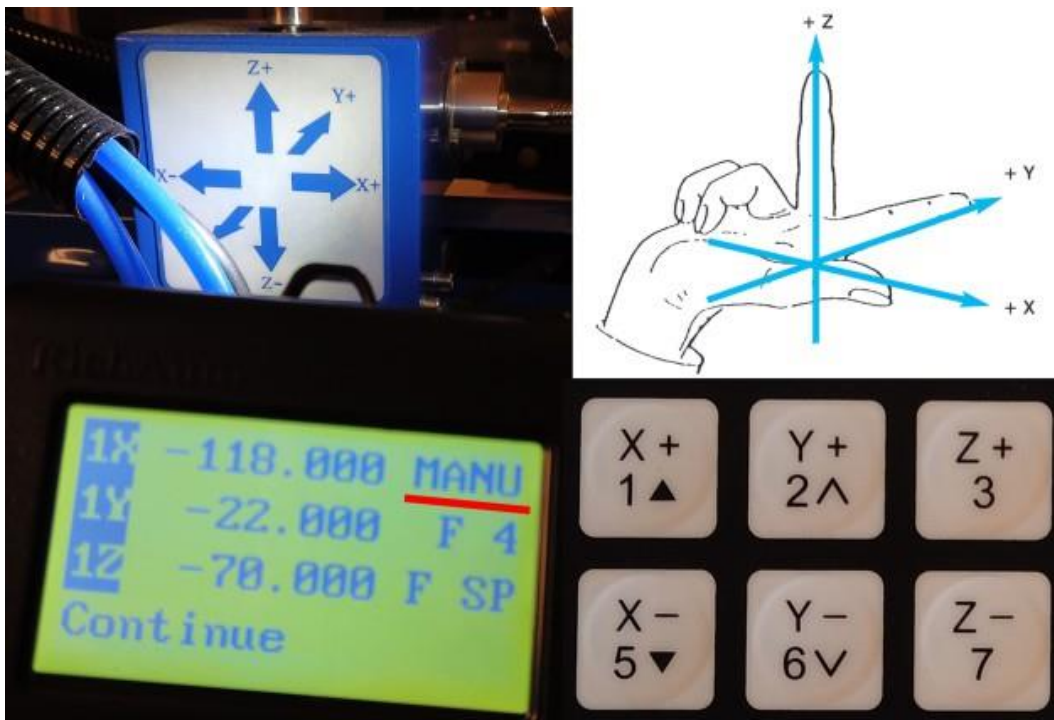 Z+
Y+
X-
X+
Z-
+ Z
+ Y
+ X
1X -118.000 MANU
1Y -22.000 F 4
1Z -70.000 F SP
Continue
X +
1▲
Y +
2∧
Z +
3
X −
5▼
Y −
6∨
Z −
7